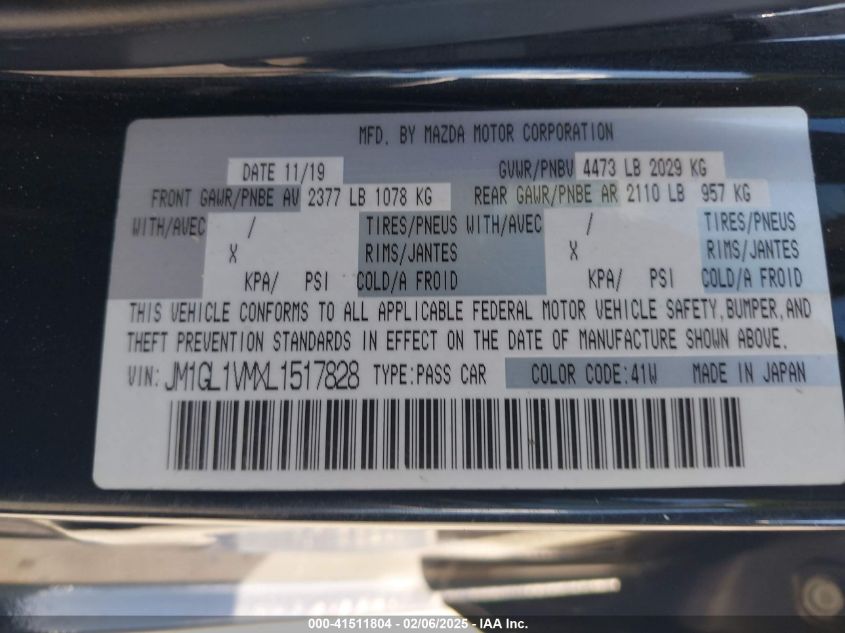 MFD. BY MAZDA MOTOR CORPORATION
DATE 11/19 GVWR/PNBV 4473 LB 2029 KG
FRONT GAWR/PNBE AV 2377 LB 1078 KG REAR GAWR/PNBE AR 2110 LB 957 KG
WITH/AVEC / TIRES/PNEUS WITH/AVEC / TIRES/PNEUS
X RIMS/JANTES X RIMS/JANTES
KPA/ PSI COLD/A FROID KPA/ PSI COLD/A FROID
THIS VEHICLE CONFORMS TO ALL APPLICABLE FEDERAL MOTOR VEHICLE SAFETY,BUMPER,AND
THEFT PREVENTION STANDARDS IN EFFECT ON THE DATE OF MANUFACTURE SHOWN ABOVE.
VIN: JM1GL1VMXL1517828 TYPE:PASS CAR COLOR CODE:41W MADE IN JAPAN
000-41511804 - 02/06/2025 - IAA Inc.